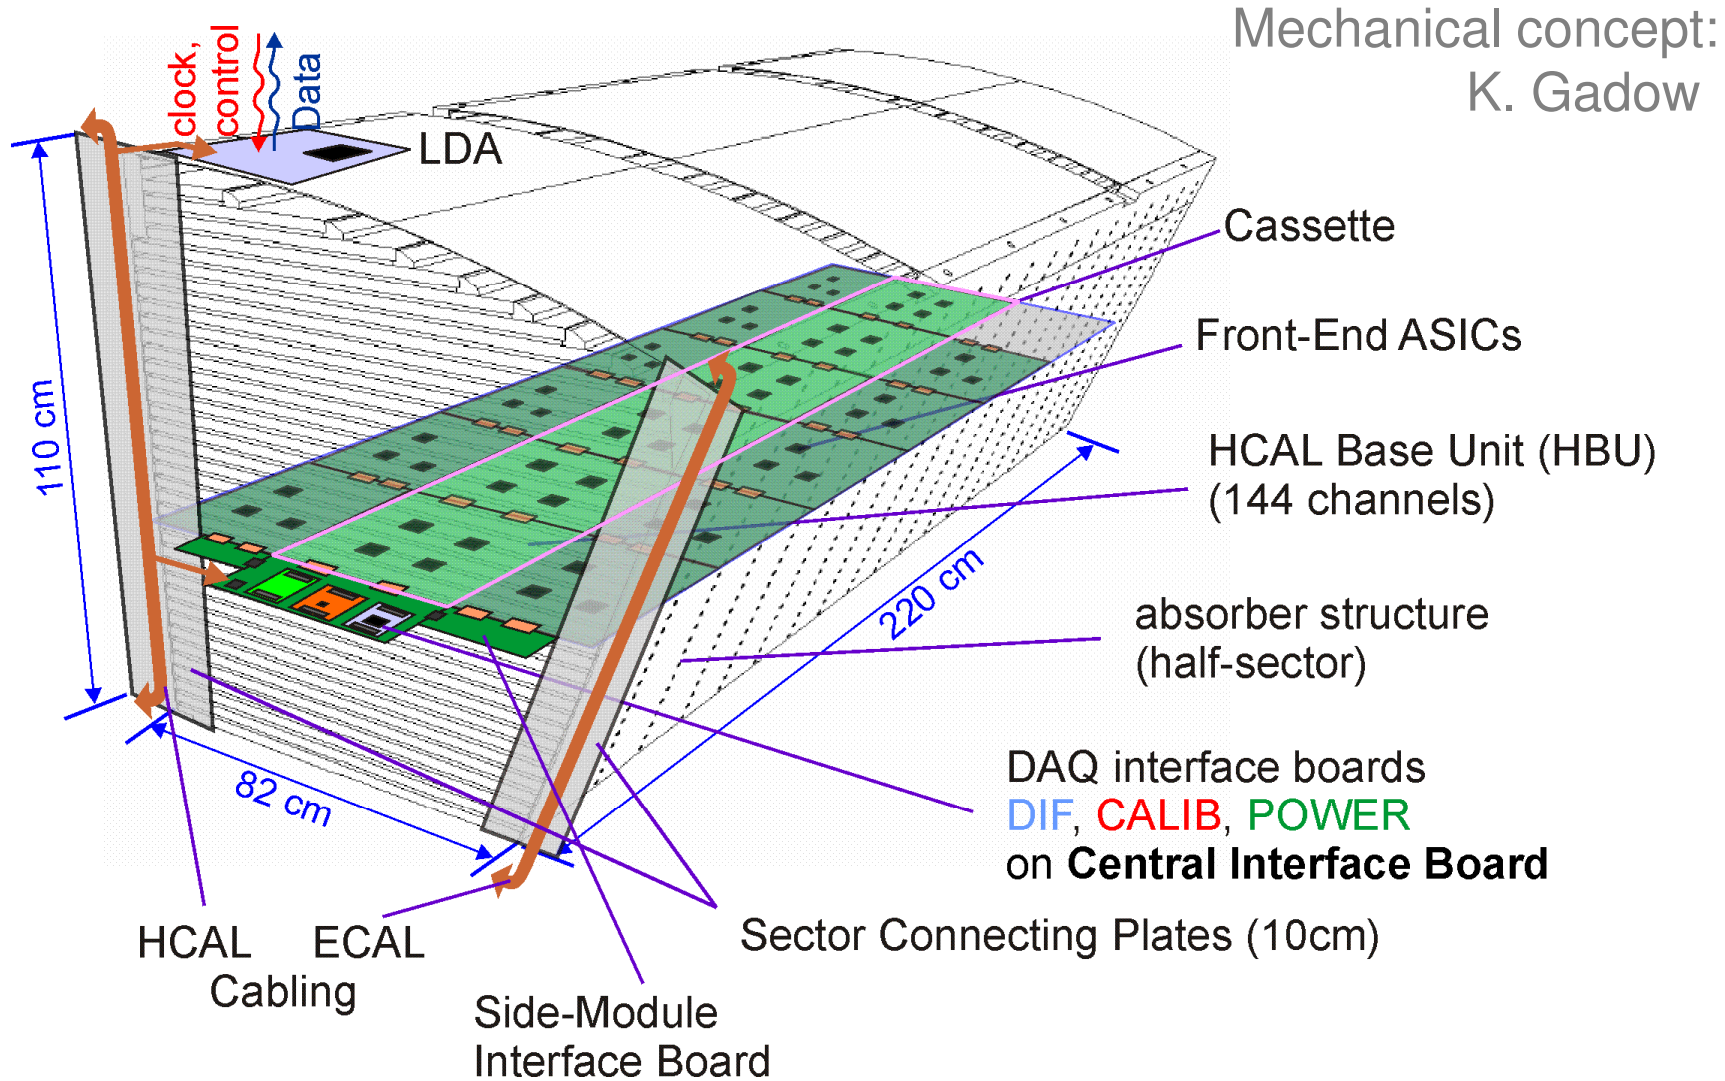 Mechanical concept:
K. Gadow
clock,
control
Data
LDA
Cassette
Front-End ASICs
110 cm
HCAL Base Unit (HBU)
(144 channels)
220 cm
absorber structure
(half-sector)
82 cm
DAQ interface boards
DIF, CALIB, POWER
on Central Interface Board
HCAL ECAL
Cabling
Sector Connecting Plates (10cm)
Side-Module
Interface Board